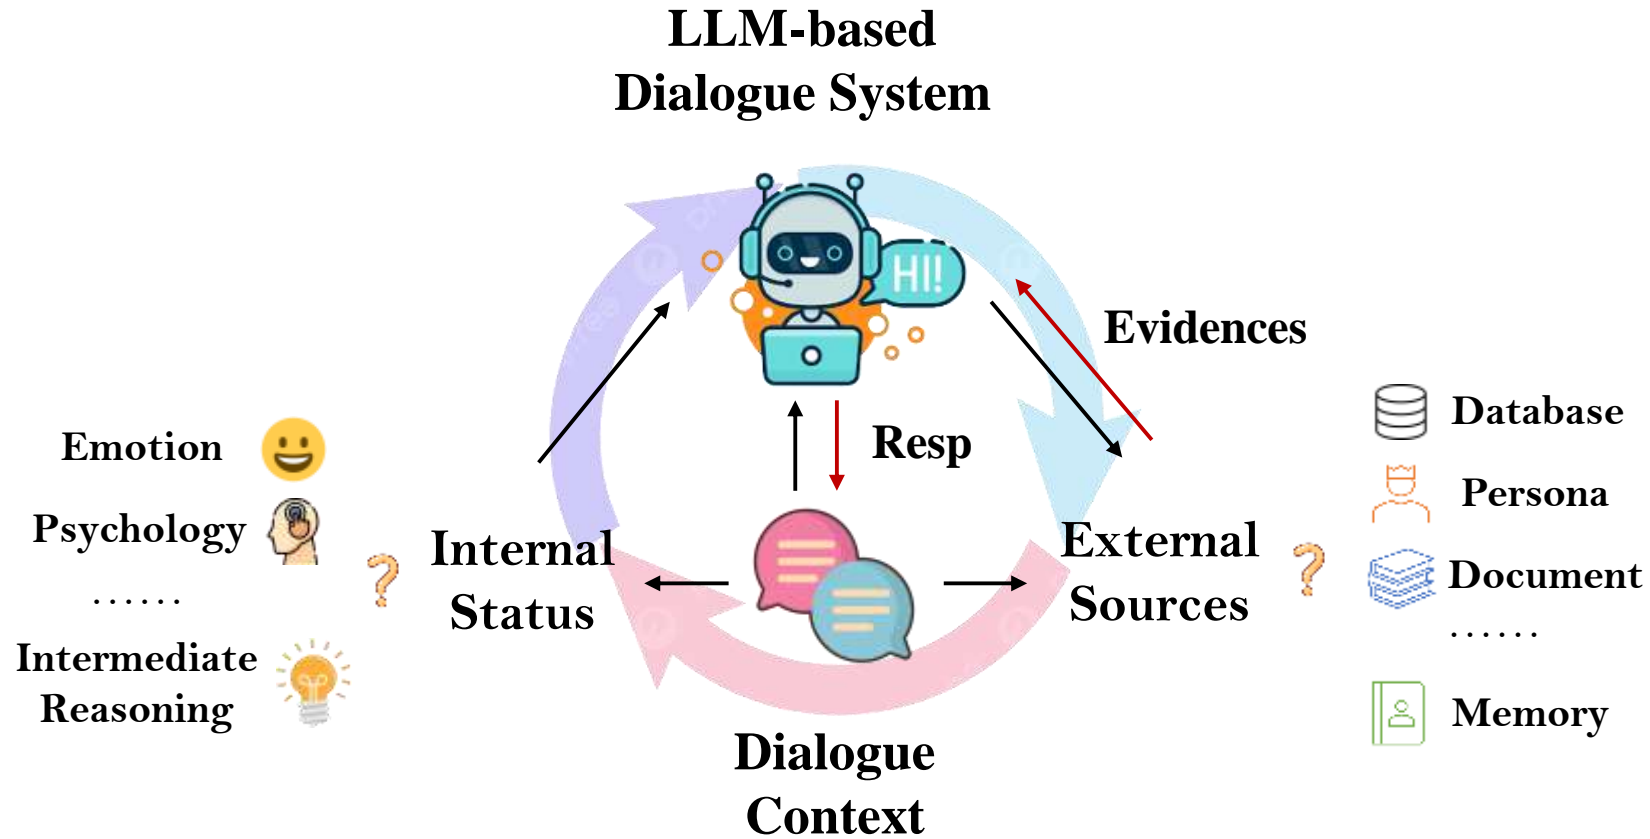 LLM-based
Dialogue System
HI!
Evidences
Resp
Emotion
Psychology
......
Intermediate
Reasoning
Internal
Status
External
Sources
Database
Persona
Document
......
Memory
Dialogue
Context